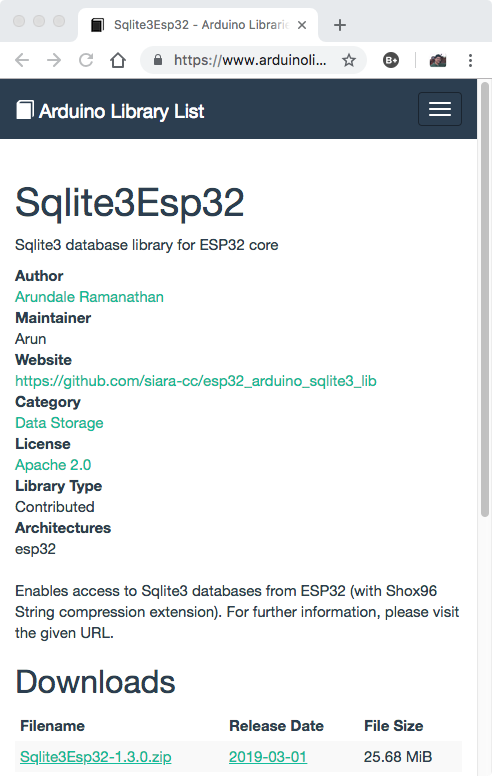 Sqlite3Esp32 - Arduino Librarie
https://www.arduinoli...
B+
Arduino Library List
Sqlite3Esp32
Sqlite3 database library for ESP32 core
Author
Arundale Ramanathan
Maintainer
Arun
Website
https://github.com/siara-cc/esp32_arduino_sqlite3_lib
Category
Data Storage
License
Apache 2.0
Library Type
Contributed
Architectures
esp32
Enables access to Sqlite3 databases from ESP32 (with Shox96
String compression extension). For further information, please visit
the given URL.
Downloads
Filename Release Date File Size
Sqlite3Esp32-1.3.0.zip 2019-03-01 25.68 MiB